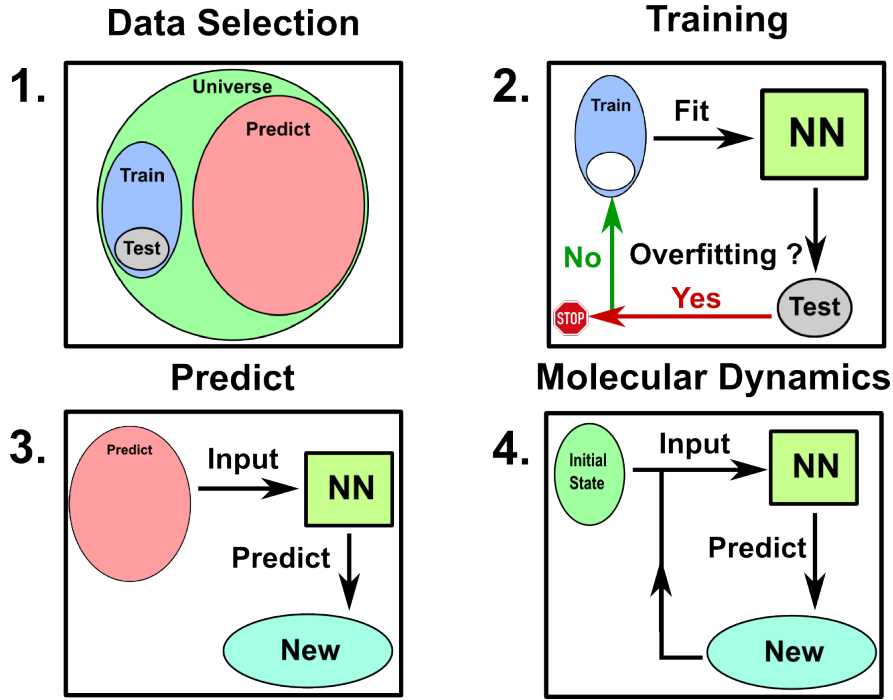 Data Selection
1.
Universe
Predict
Train
Test
Training
2.
Train
Fit
NN
No
Overfitting ?
Yes
STOP
Test
Predict
3.
Predict
Input
NN
Predict
New
Molecular Dynamics
4.
Initial
State
Input
NN
Predict
New